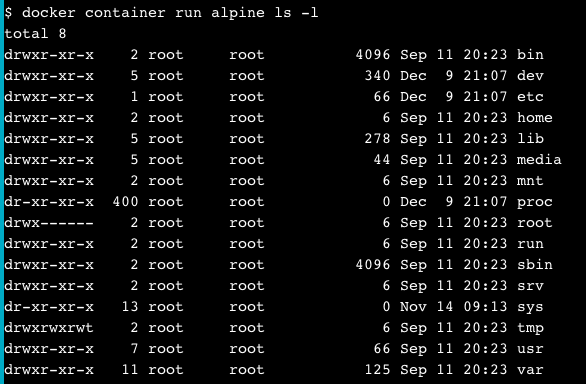 $ docker container run alpine ls -l
total 8
drwxr-xr-x    2 root     root          4096 Sep 11 20:23 bin
drwxr-xr-x    5 root     root           340 Dec  9 21:07 dev
drwxr-xr-x    1 root     root            66 Dec  9 21:07 etc
drwxr-xr-x    2 root     root             6 Sep 11 20:23 home
drwxr-xr-x    5 root     root           278 Sep 11 20:23 lib
drwxr-xr-x    5 root     root            44 Sep 11 20:23 media
drwxr-xr-x    2 root     root             6 Sep 11 20:23 mnt
dr-xr-xr-x  400 root     root             0 Dec  9 21:07 proc
drwx------    2 root     root             6 Sep 11 20:23 root
drwxr-xr-x    2 root     root             6 Sep 11 20:23 run
drwxr-xr-x    2 root     root          4096 Sep 11 20:23 sbin
drwxr-xr-x    2 root     root             6 Sep 11 20:23 srv
dr-xr-xr-x   13 root     root             0 Nov 14 09:13 sys
drwxrwxrwt    2 root     root             6 Sep 11 20:23 tmp
drwxr-xr-x    7 root     root            66 Sep 11 20:23 usr
drwxr-xr-x   11 root     root           125 Sep 11 20:23 var